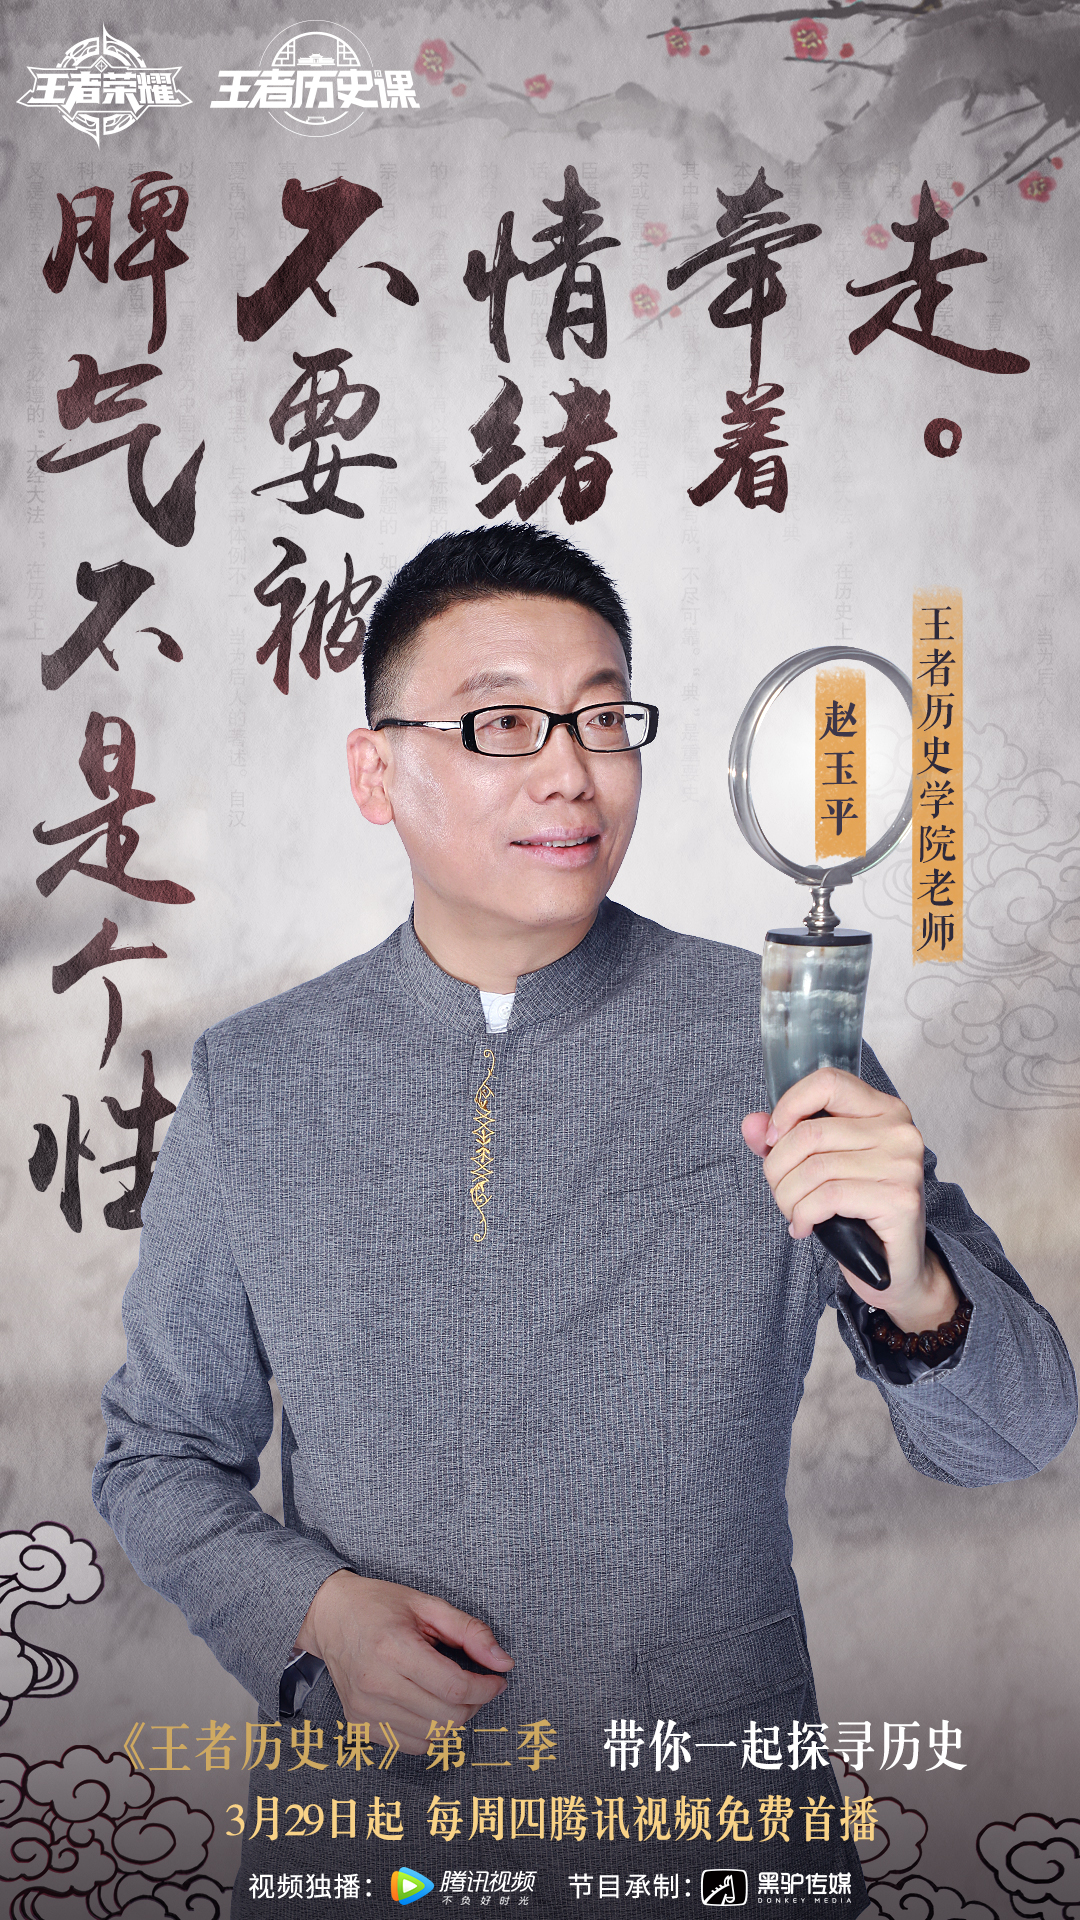 王者荣耀
王者历史课
脾气不是个性
不要被
情绪
牵着
走。
王者历史学院老师
赵玉平
《王者历史课》第二季 带你一起探寻历史
3月29日起 每周四腾讯视频免费首播
视频独播： 腾讯视频 节目承制： 黑驴传媒
不负好时光 DONKEY MEDIA